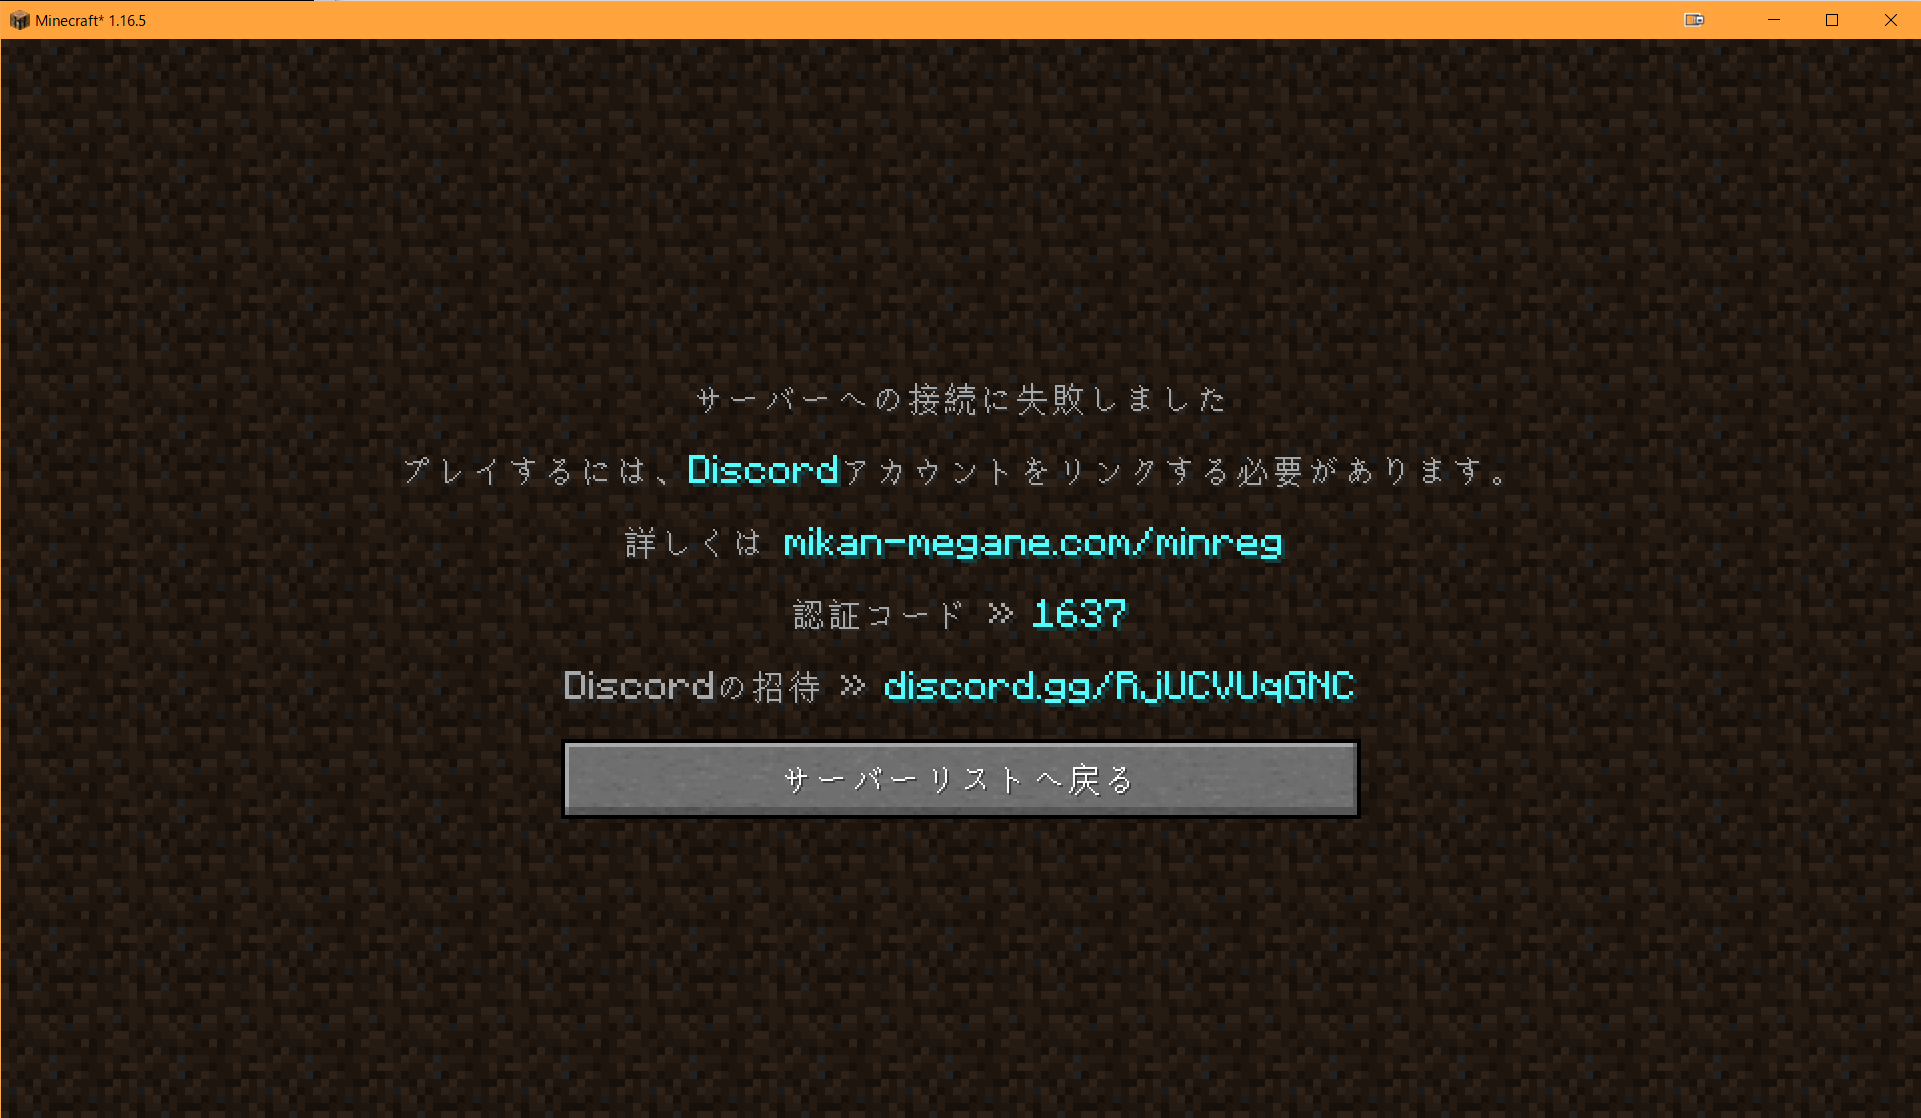 Minecraft* 1.16.5
サーバーへの接続に失敗しました
プレイするには、Discordアカウントをリンクする必要があります。
詳しくは mikan-megane.com/minreg
認証コード » 1637
Discordの招待 » discord.gg/RjUCVUqGNC
サーバーリストへ戻る